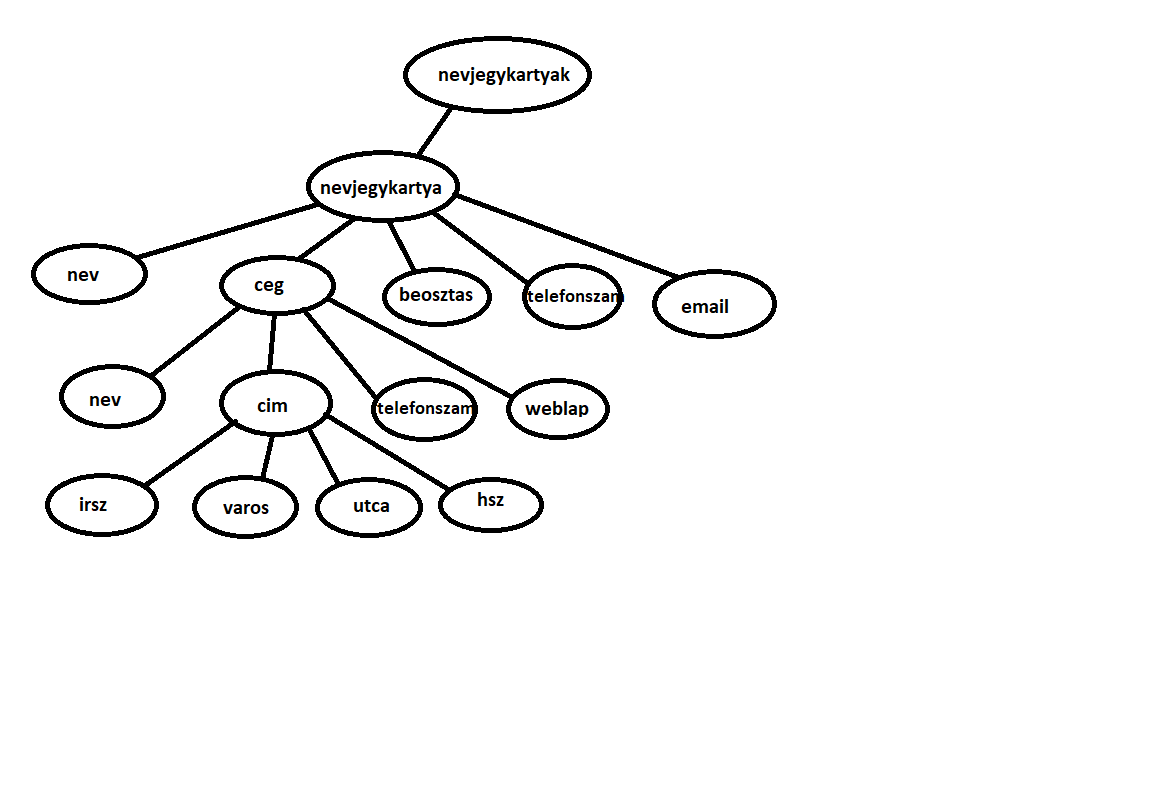 nevjegykartyak
nevjegykartya
nev
ceg
beosztas
telefonszam
email
nev
cim
telefonszam
weblap
irsz
varos
utca
hsz